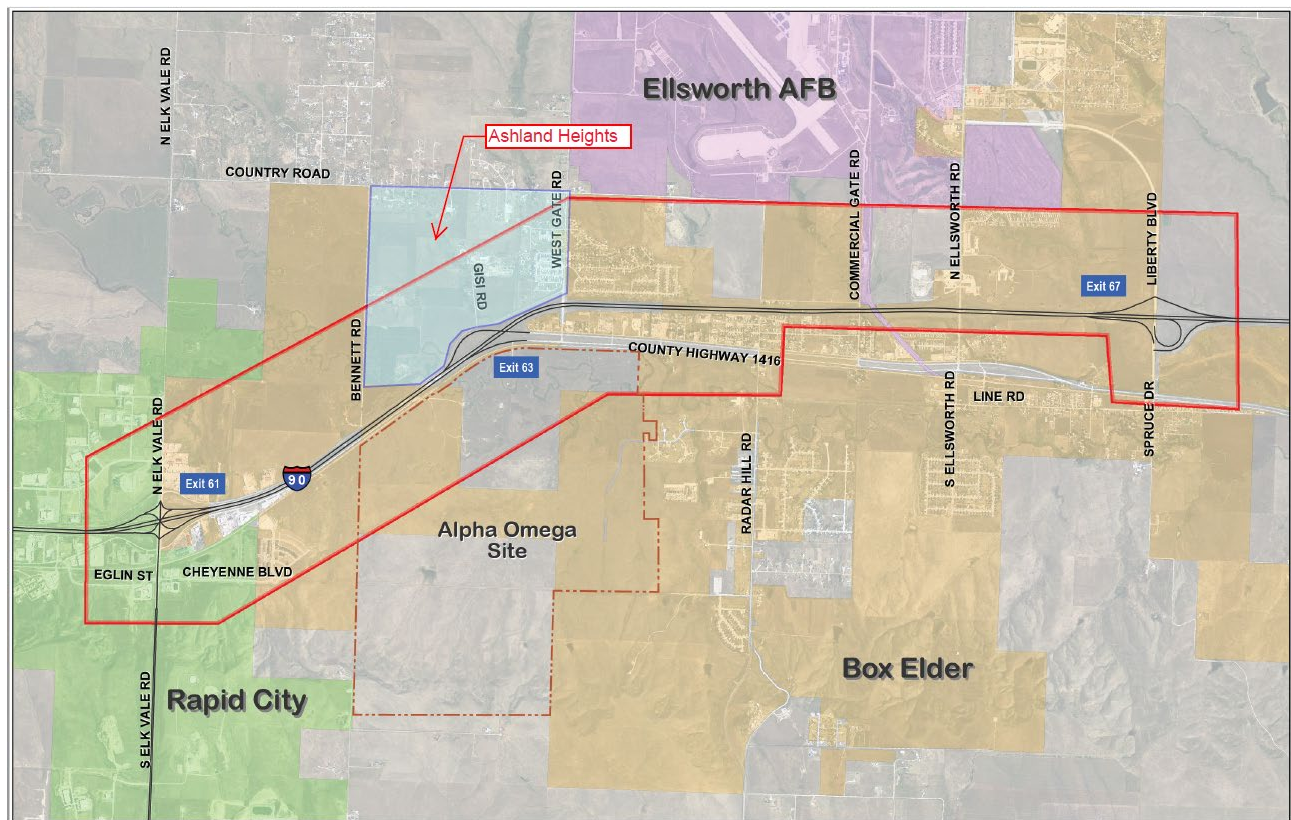 N ELK VALE RD
Ellsworth AFB
Ashland Heights
COUNTRY ROAD
WEST GATE RD
COMMERCIAL GATE RD
N ELLSWORTH RD
LIBERTY BLVD
GISI RD
Exit 67
BENNETT RD
COUNTY HIGHWAY 1416
Exit 63
LINE RD
N ELK VALE RD
S ELLSWORTH RD
SPRUCE DR
Exit 61
90
RADAR HILL RD
Alpha Omega
Site
EGLIN ST
CHEYENNE BLVD
Box Elder
Rapid City
S ELK VALE RD